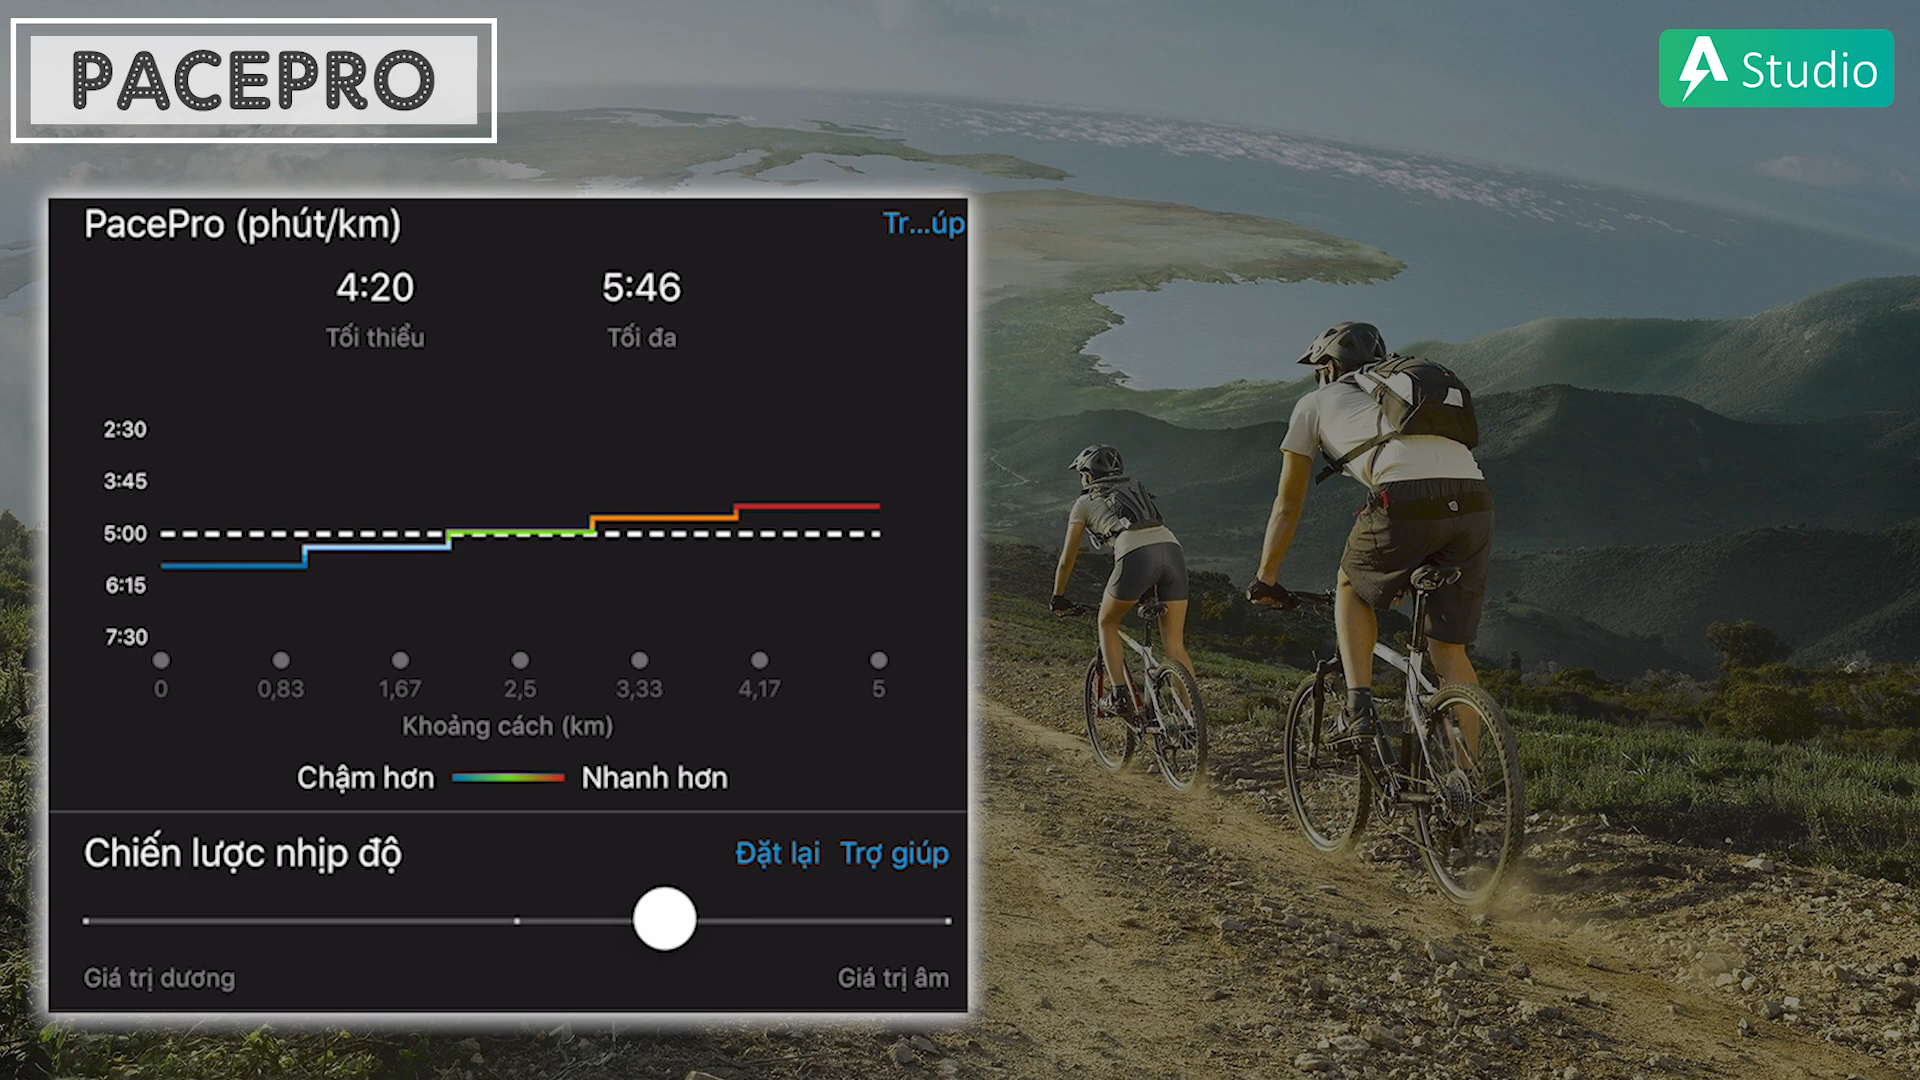 PACEPRO
Studio
PacePro (phút/km)
Tr...úp
4:20
5:46
Tối thiểu
Tối đa
2:30
3:45
5:00
6:15
7:30
0
0,83
1,67
2,5
3,33
4,17
5
Khoảng cách (km)
Chậm hơn
Nhanh hơn
Chiến lược nhịp độ
Đặt lại
Trợ giúp
Giá trị dương
Giá trị âm